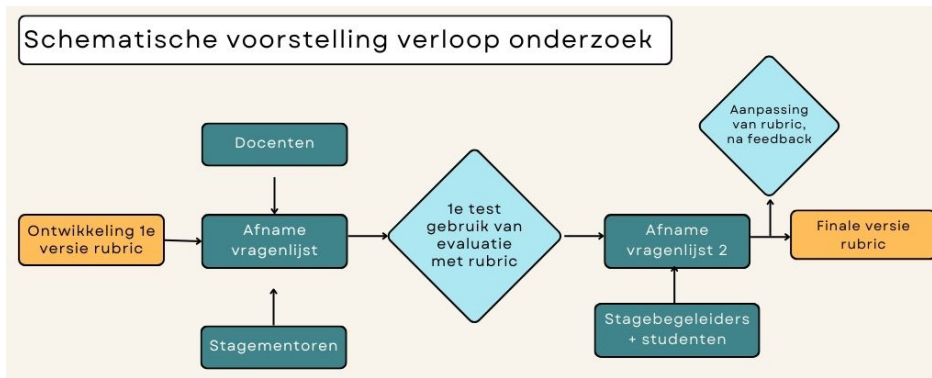 Schematische voorstelling verloop onderzoek
Docenten
Ontwikkeling 1e
versie rubric
Afname
vragenlijst
Stagementoren
1e test
gebruik van
evaluatie
met rubric
Afname
vragenlijst 2
Stagebegeleiders
+ studenten
Aanpassing
van rubric,
na feedback
Finale versie
rubric